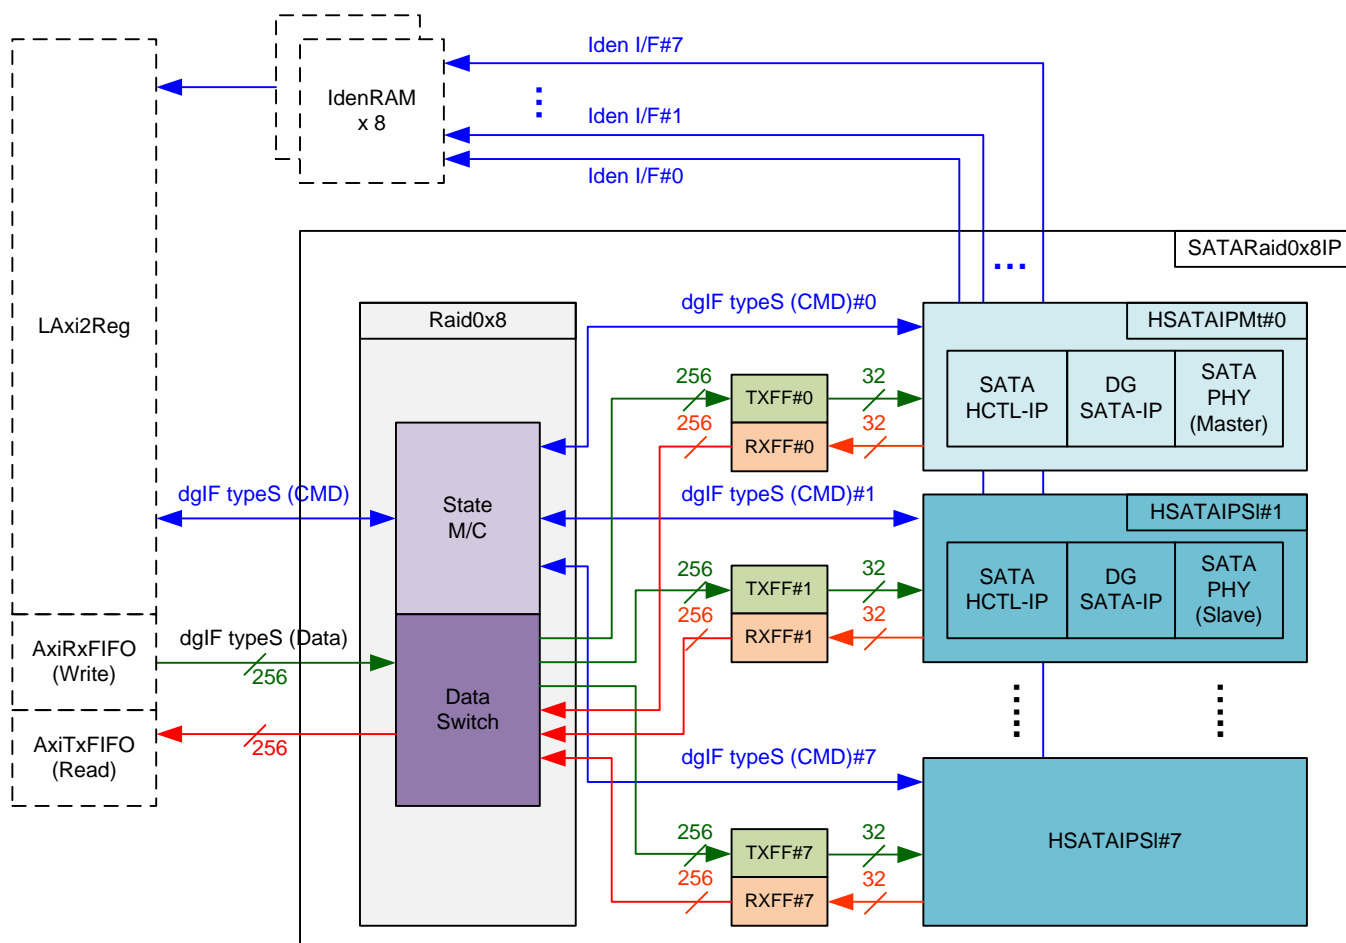 Iden I/F#7
IdenRAM
x 8
Iden I/F#1
Iden I/F#0
SATARaid0x8IP
LAxi2Reg
Raid0x8
dgIF typeS (CMD)#0
HSATAIPMt#0
256
TXFF#0
32
256
RXFF#0
32
SATA
HCTL-IP
DG
SATA-IP
SATA
PHY
(Master)
dgIF typeS (CMD)
State
M/C
dgIF typeS (CMD)#1
HSATAIPSl#1
256
TXFF#1
32
256
RXFF#1
32
SATA
HCTL-IP
DG
SATA-IP
SATA
PHY
(Slave)
AxiRxFIFO
(Write)
dgIF typeS (Data)
256
Data
Switch
AxiTxFIFO
(Read)
256
dgIF typeS (CMD)#7
HSATAIPSl#7
256
TXFF#7
32
256
RXFF#7
32